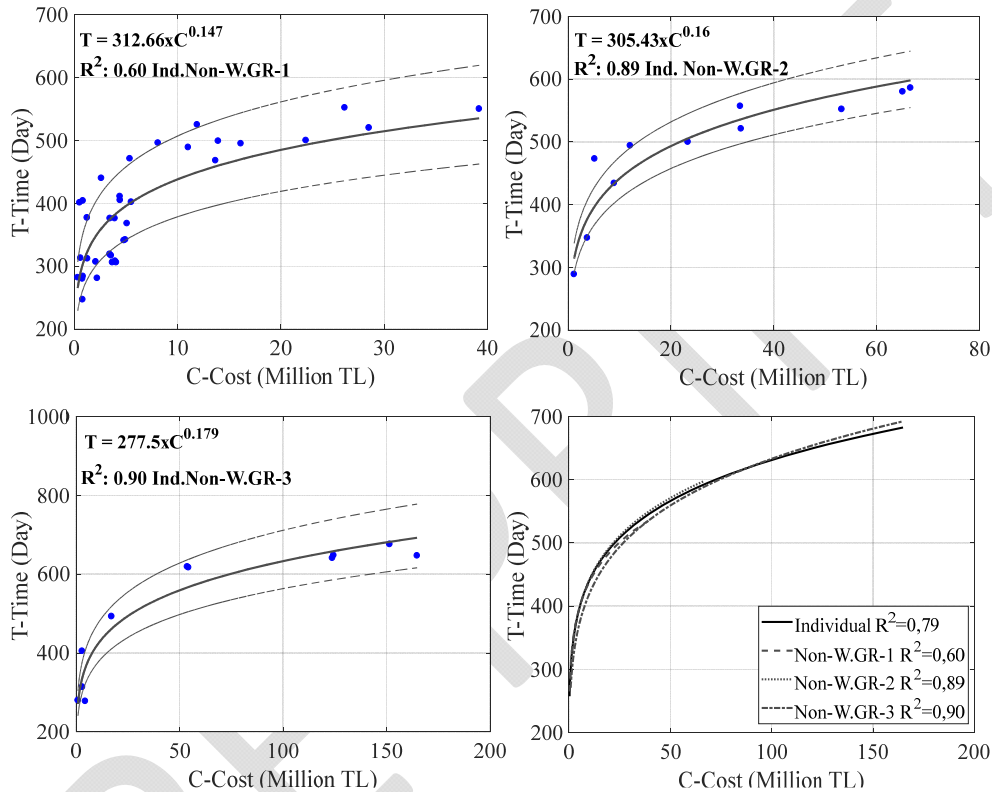 T = 312.66xC^0.147
R^2: 0.60 Ind.Non-W.GR-1
700
600
500
400
300
200
0
10
20
30
40
T-Time (Day)
C-Cost (Million TL)
T = 305.43xC^0.16
R^2: 0.89 Ind. Non-W.GR-2
700
600
500
400
300
200
0
20
40
60
80
T-Time (Day)
C-Cost (Million TL)
T = 277.5xC^0.179
R^2: 0.90 Ind.Non-W.GR-3
1000
800
600
400
200
0
50
100
150
200
T-Time (Day)
C-Cost (Million TL)
700
600
500
400
300
200
0
50
100
150
200
T-Time (Day)
C-Cost (Million TL)
Individual R^2=0,79
Non-W.GR-1 R^2=0,60
Non-W.GR-2 R^2=0,89
Non-W.GR-3 R^2=0,90